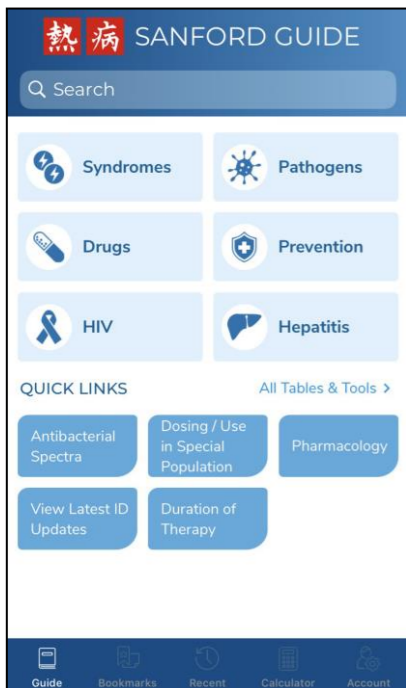 熱病 SANFORD GUIDE
Search
Syndromes
Pathogens
Drugs
Prevention
HIV
Hepatitis
QUICK LINKS
All Tables & Tools >
Antibacterial
Spectra
Dosing / Use
in Special
Population
Pharmacology
View Latest ID
Updates
Duration of
Therapy
Guide
Bookmarks
Recent
Calculator
Account